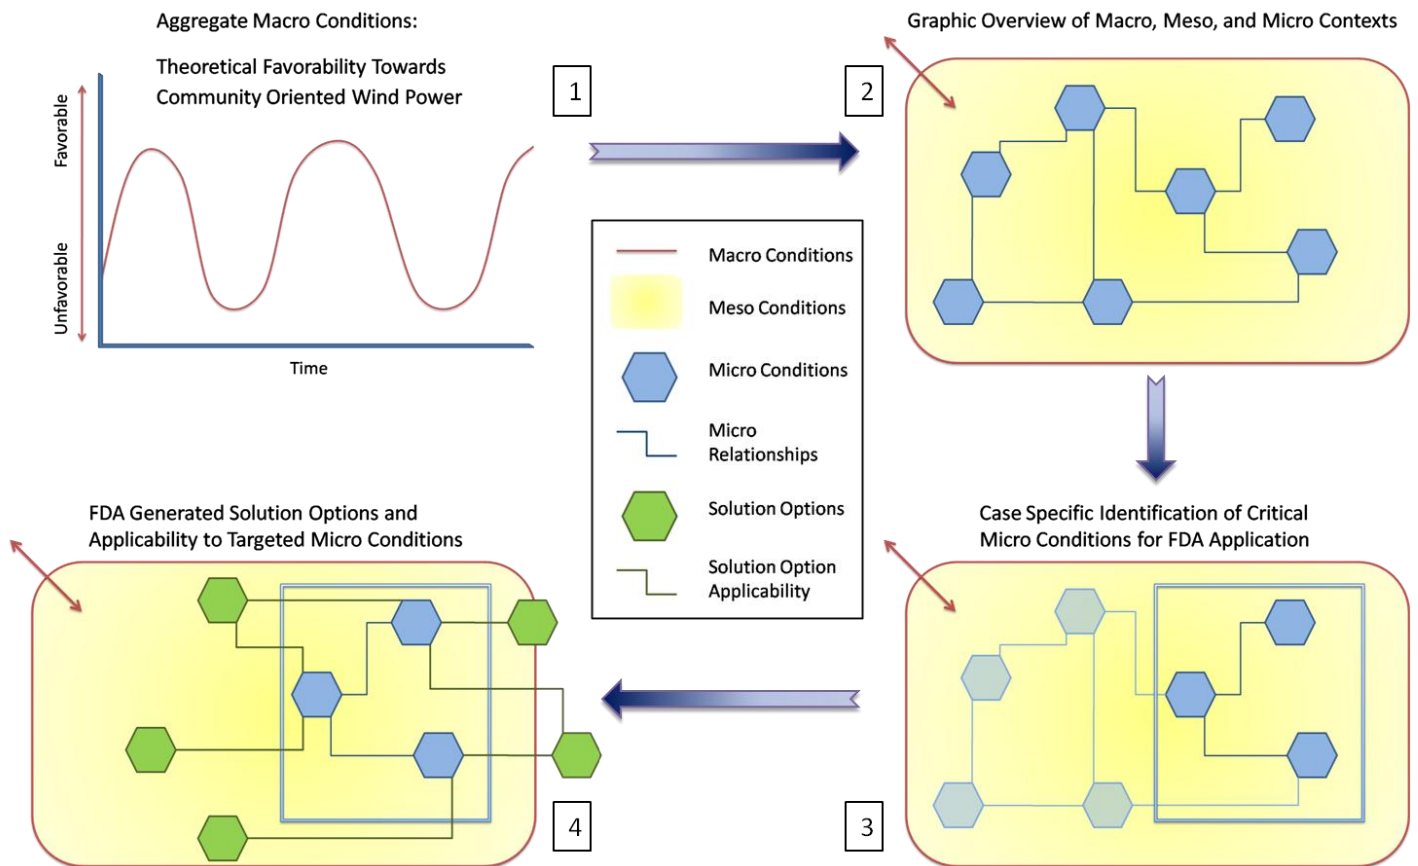 Aggregate Macro Conditions:
Theoretical Favorability Towards
Community Oriented Wind Power
Favorable
Unfavorable
Time
1
2
Graphic Overview of Macro, Meso, and Micro Contexts
Macro Conditions
Meso Conditions
Micro Conditions
Micro
Relationships
Solution Options
Solution Option
Applicability
Case Specific Identification of Critical
Micro Conditions for FDA Application
3
FDA Generated Solution Options and
Applicability to Targeted Micro Conditions
4